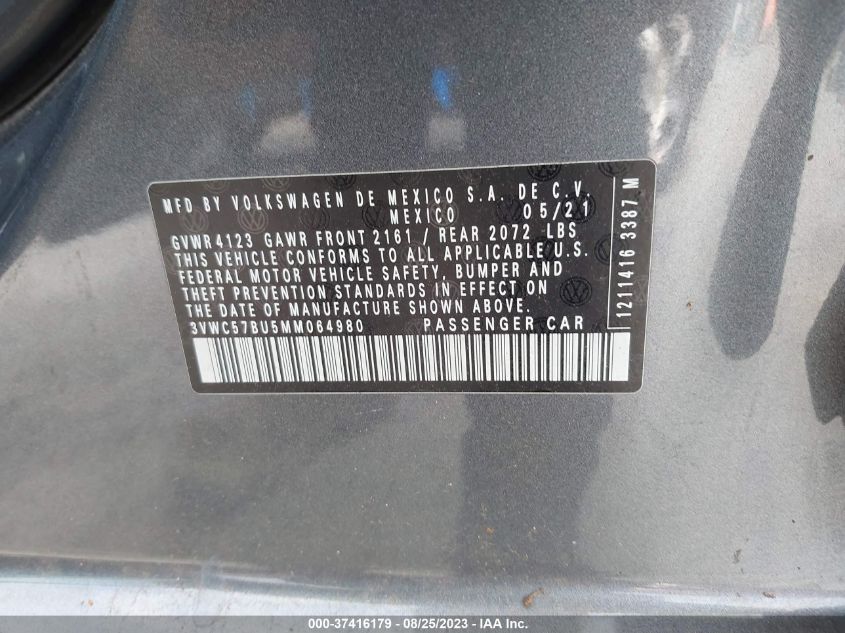 MFD BY VOLKSWAGEN DE MEXICO S.A. DE C.V.
MEXICO 05/21
GVWR 4123 GAWR FRONT 2161 / REAR 2072 LBS
THIS VEHICLE CONFORMS TO ALL APPLICABLE U.S.
FEDERAL MOTOR VEHICLE SAFETY, BUMPER AND
THEFT PREVENTION STANDARDS IN EFFECT ON
THE DATE OF MANUFACTURE SHOWN ABOVE.
3VWC57BU5MM064980 PASSENGER CAR
1211416 3387 M
000-37416179 - 08/25/2023 - IAA Inc.